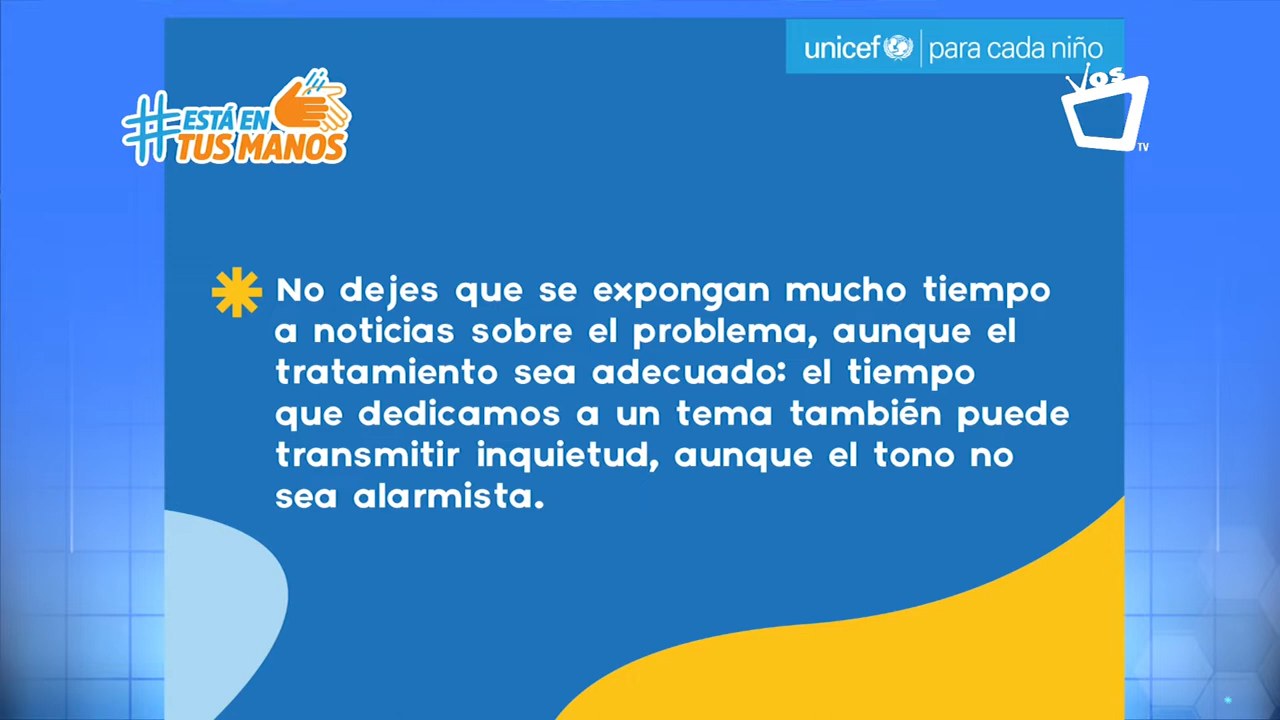 unicef para cada niño
VOS
TV
#ESTÁ EN
TUS MANOS
No dejes que se expongan mucho tiempo
a noticias sobre el problema, aunque el
tratamiento sea adecuado: el tiempo
que dedicamos a un tema también puede
transmitir inquietud, aunque el tono no
sea alarmista.